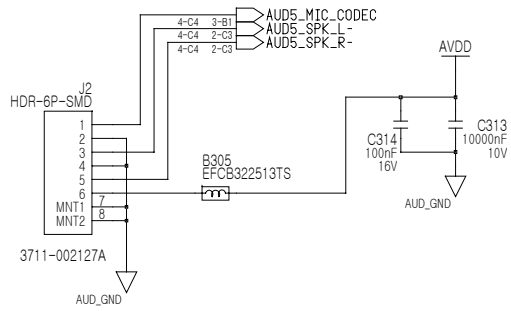 4-C4 3-B1 AUD5_MIC_CODEC
4-C4 2-C3 AUD5_SPK_L-
4-C4 2-C3 AUD5_SPK_R-
AVDD
J2
HDR-6P-SMD
1
2
3
4
5
6
MNT1 7
MNT2 8
3711-002127A
AUD_GND
B305
EFCB322513TS
C314
100nF
16V
C313
10000nF
10V
AUD_GND